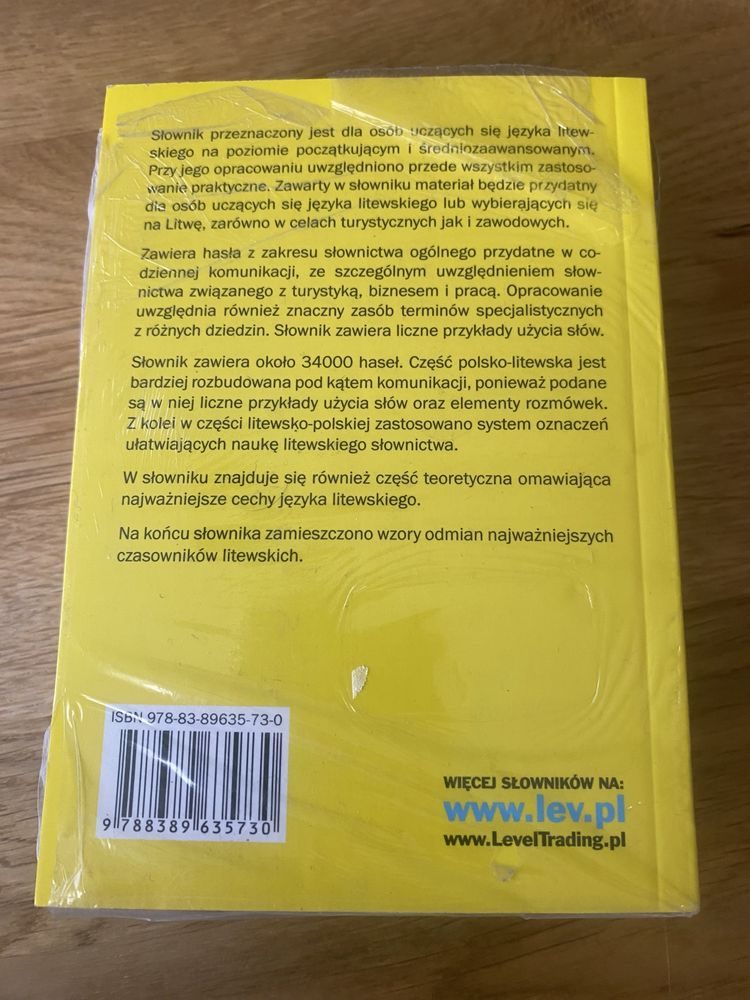 Słownik przeznaczony jest dla osób uczących się języka litew-
skiego na poziomie początkującym i średniozaawansowanym.
Przy jego opracowaniu uwzględniono przede wszystkim zastoso-
wanie praktyczne. Zawarty w słowniku materiał będzie przydatny
dla osób uczących się języka litewskiego lub wybierających się
na Litwę, zarówno w celach turystycznych jak i zawodowych.
Zawiera hasła z zakresu słownictwa ogólnego przydatne w co-
dziennej komunikacji, ze szczególnym uwzględnieniem słow-
nictwa związanego z turystyką, biznesem i pracą. Opracowanie
uwzględnia również znaczny zasób terminów specjalistycznych
z różnych dziedzin. Słownik zawiera liczne przykłady użycia słów.
Słownik zawiera około 34000 haseł. Część polsko-litewska jest
bardziej rozbudowana pod kątem komunikacji, ponieważ podane
są w niej liczne przykłady użycia słów oraz elementy rozmówek.
Z kolei w części litewsko-polskiej zastosowano system oznaczeń
ułatwiających naukę litewskiego słownictwa.
W słowniku znajduje się również część teoretyczna omawiająca
najważniejsze cechy języka litewskiego.
Na końcu słownika zamieszczono wzory odmian najważniejszych
czasowników litewskich.
ISBN 978-83-89635-73-0
9 788389 635730
WIĘCEJ SŁOWNIKÓW NA:
www.lev.pl
www.LevelTrading.pl